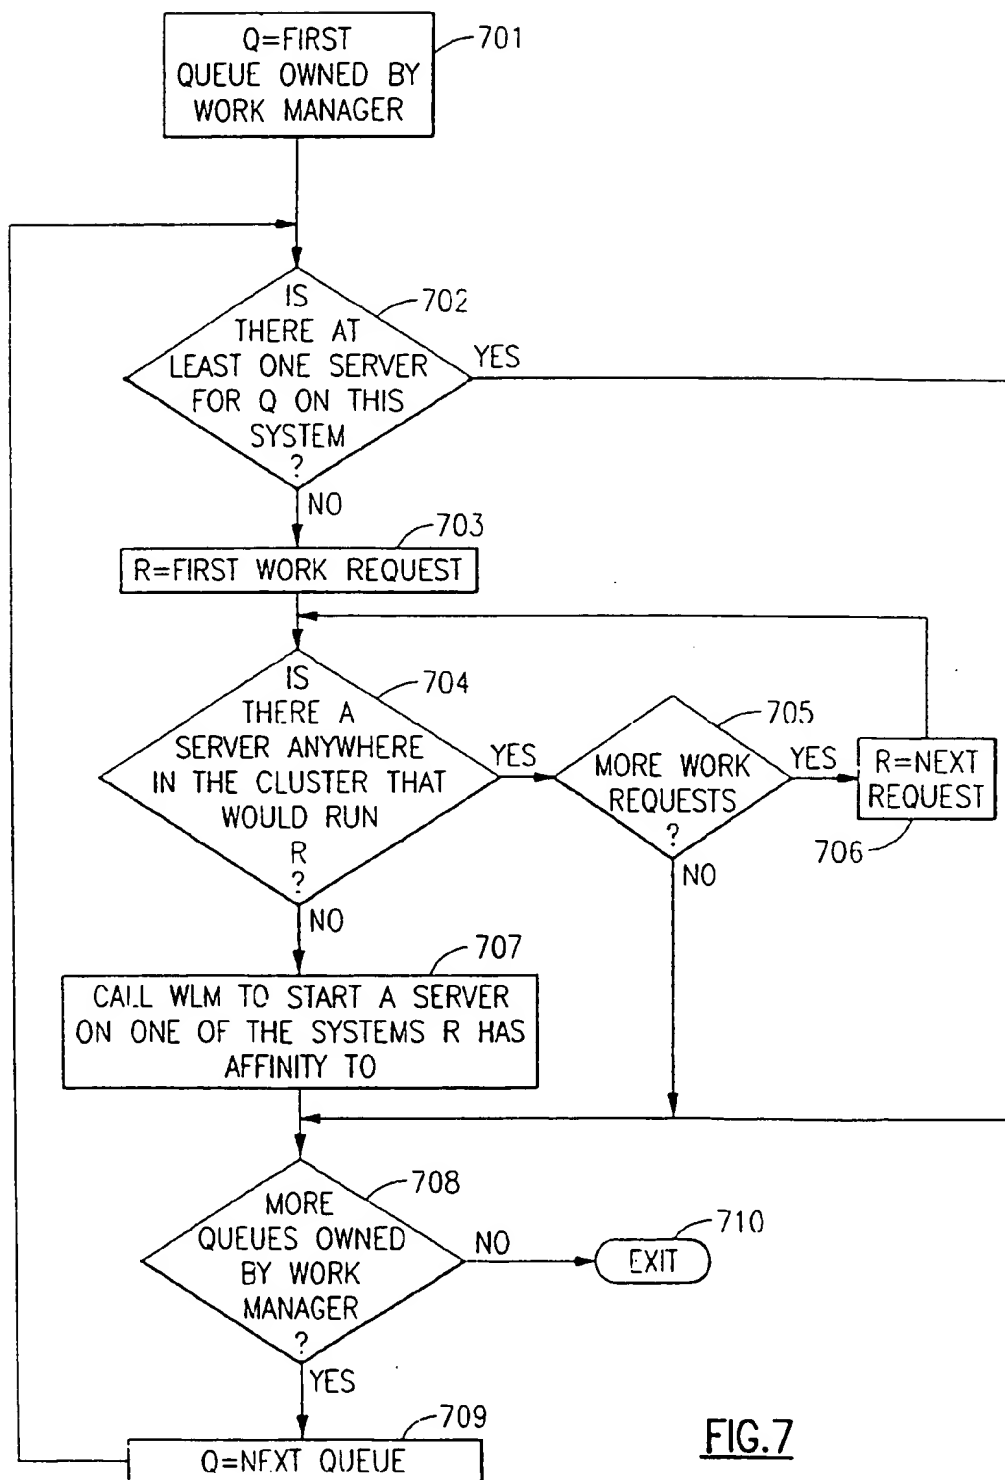 Q=FIRST
QUEUE OWNED BY
WORK MANAGER
701
IS
THERE AT
LEAST ONE SERVER
FOR Q ON THIS
SYSTEM
?
702
YES
NO
703
R=FIRST WORK REQUEST
IS
THERE A
SERVER ANYWHERE
IN THE CLUSTER THAT
WOULD RUN
R
?
704
YES
NO
705
MORE WORK
REQUESTS
?
YES
NO
R=NEXT
REQUEST
706
707
CALL WLM TO START A SERVER
ON ONE OF THE SYSTEMS R HAS
AFFINITY TO
708
MORE
QUEUES OWNED
BY WORK
MANAGER
?
NO
710
EXIT
YES
709
Q=NEXT QUEUE
FIG.7